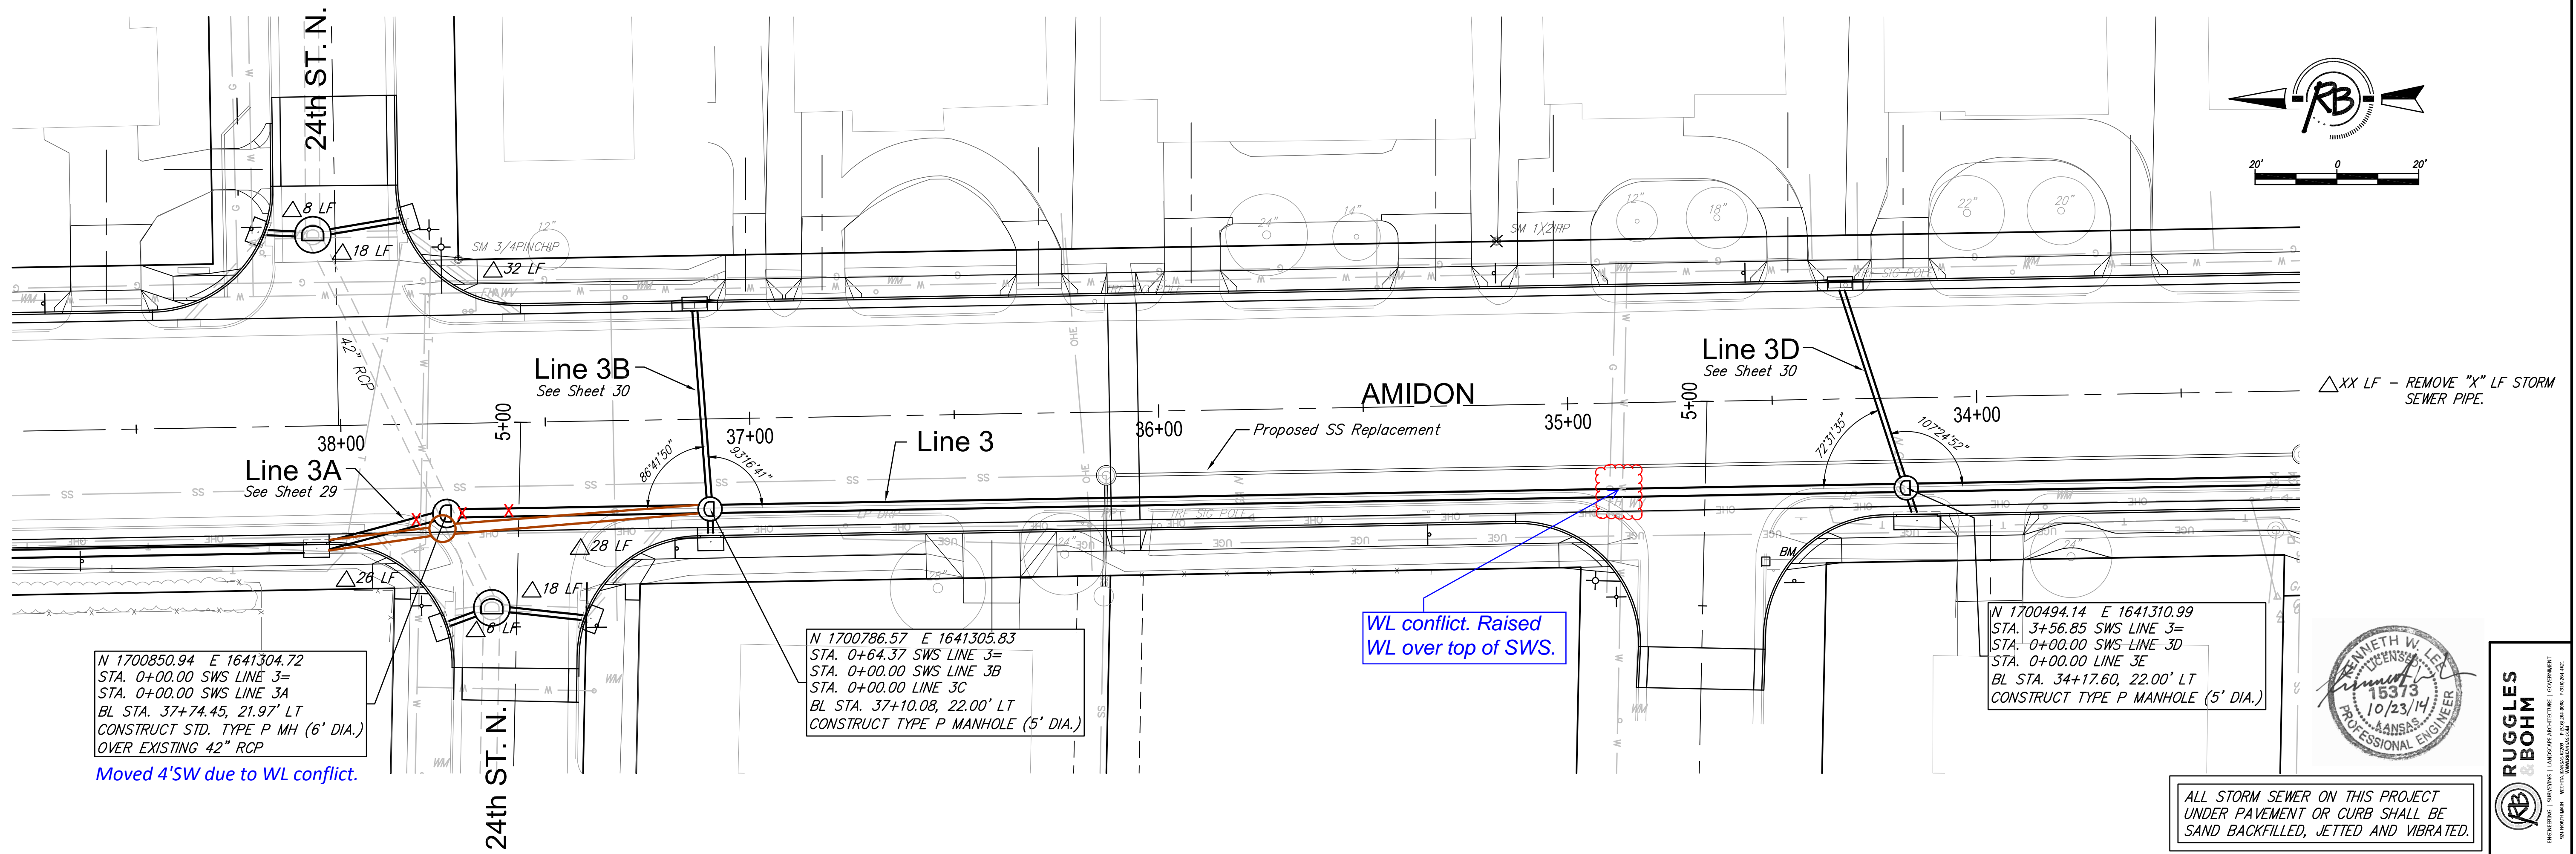 24th ST. N.
20' 0 20'
RB
8 LF
18 LF
32 LF
12"
SM 3/4PINCHIP
24"
14"
SM 1X2IRP
12"
18"
22"
20"
42" RCP
Line 3B
See Sheet 30
AMIDON
Line 3D
See Sheet 30
XX LF - REMOVE "X" LF STORM
SEWER PIPE.
38+00
5+00
37+00
36+00
35+00
5+00
34+00
Line 3
Proposed SS Replacement
86°41'50"
93°16'41"
72°31'35"
107°24'52"
Line 3A
See Sheet 29
28 LF
26 LF
18 LF
6 LF
28"
24"
24"
BM
WL conflict. Raised
WL over top of SWS.
N 1700850.94 E 1641304.72
STA. 0+00.00 SWS LINE 3=
STA. 0+00.00 SWS LINE 3A
BL STA. 37+74.45, 21.97' LT
CONSTRUCT STD. TYPE P MH (6' DIA.)
OVER EXISTING 42" RCP
Moved 4'SW due to WL conflict.
N 1700786.57 E 1641305.83
STA. 0+64.37 SWS LINE 3=
STA. 0+00.00 SWS LINE 3B
STA. 0+00.00 LINE 3C
BL STA. 37+10.08, 22.00' LT
CONSTRUCT TYPE P MANHOLE (5' DIA.)
N 1700494.14 E 1641310.99
STA. 3+56.85 SWS LINE 3=
STA. 0+00.00 SWS LINE 3D
STA. 0+00.00 LINE 3E
BL STA. 34+17.60, 22.00' LT
CONSTRUCT TYPE P MANHOLE (5' DIA.)
24th ST. N.
KENNETH W. LEE
LICENSED
15373
10/23/14
KANSAS
PROFESSIONAL ENGINEER
RUGGLES
& BOHM
ENGINEERING | SURVEYING | LANDSCAPE ARCHITECTURE | GOVERNMENT
ALL STORM SEWER ON THIS PROJECT
UNDER PAVEMENT OR CURB SHALL BE
SAND BACKFILLED, JETTED AND VIBRATED.